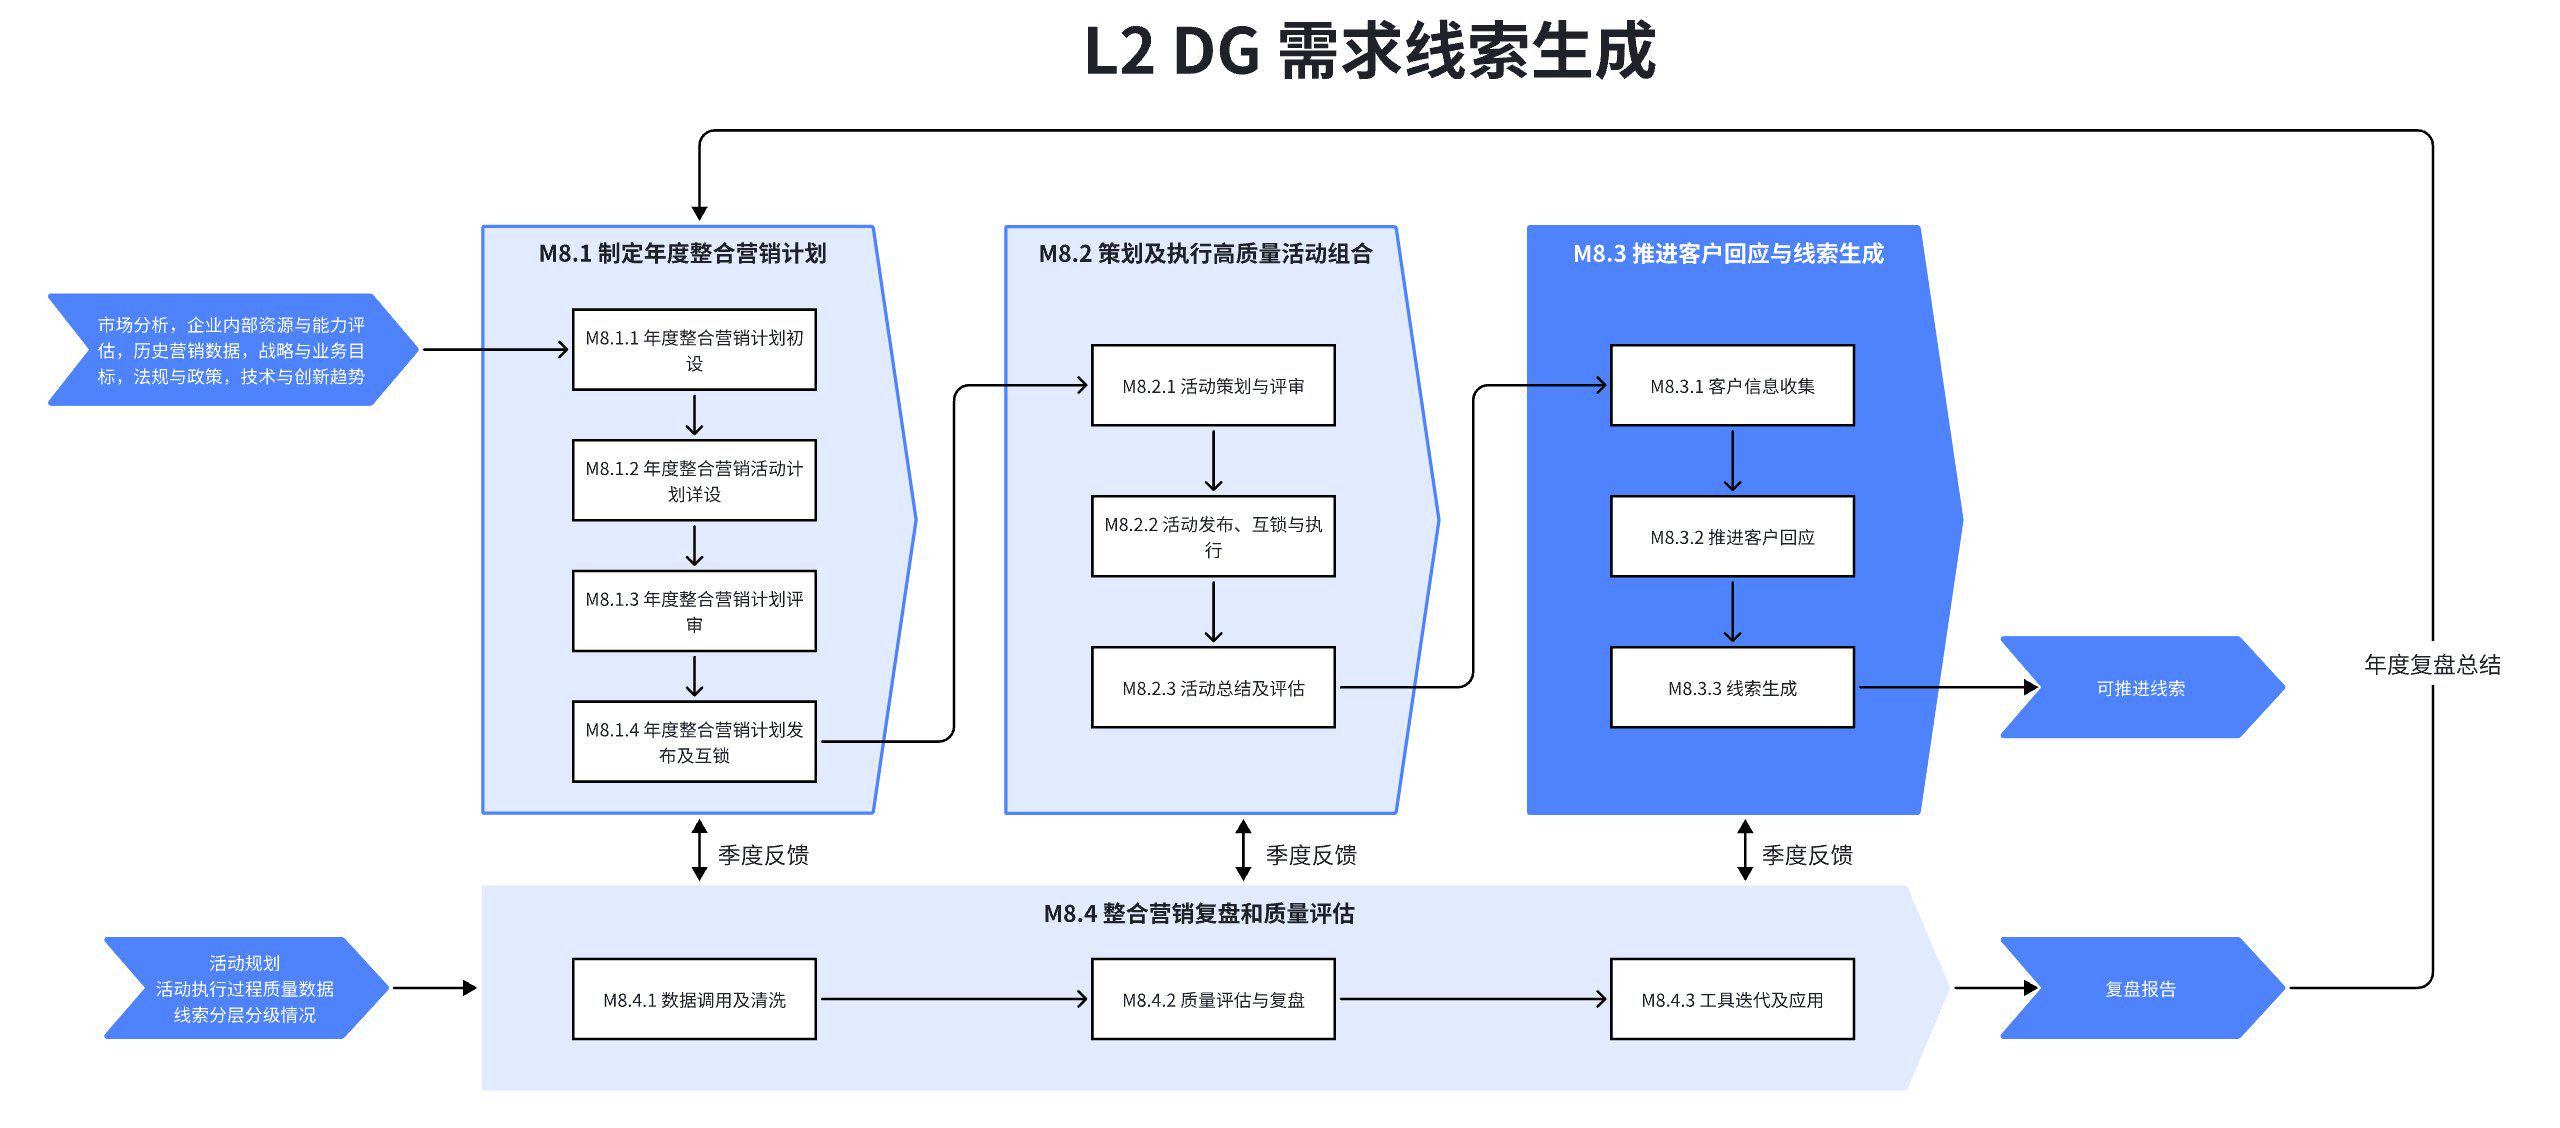 L2 DG 需求线索生成
市场分析，企业内部资源与能力评
估，历史营销数据，战略与业务目
标，法规与政策，技术与创新趋势
M8.1 制定年度整合营销计划
M8.1.1 年度整合营销计划初
设
M8.1.2 年度整合营销活动计
划详设
M8.1.3 年度整合营销计划评
审
M8.1.4 年度整合营销计划发
布及互锁
M8.2 策划及执行高质量活动组合
M8.2.1 活动策划与评审
M8.2.2 活动发布、互锁与执
行
M8.2.3 活动总结及评估
M8.3 推进客户回应与线索生成
M8.3.1 客户信息收集
M8.3.2 推进客户回应
M8.3.3 线索生成
可推进线索
年度复盘总结
季度反馈
季度反馈
季度反馈
活动规划
活动执行过程质量数据
线索分层分级情况
M8.4 整合营销复盘和质量评估
M8.4.1 数据调用及清洗
M8.4.2 质量评估与复盘
M8.4.3 工具迭代及应用
复盘报告